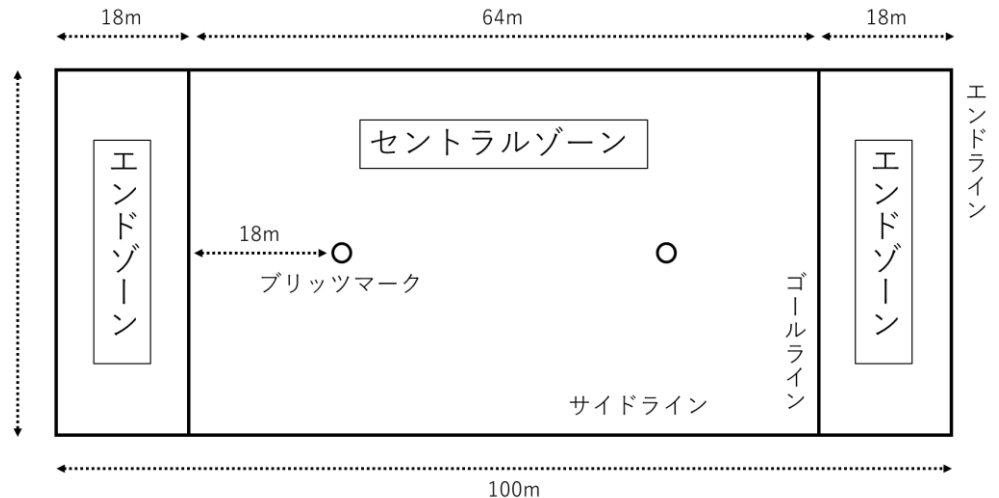 18m
64m
18m
エンドライン
セントラルゾーン
エンドゾーン
エンドゾーン
18m
ブリッツマーク
ゴールライン
サイドライン
100m